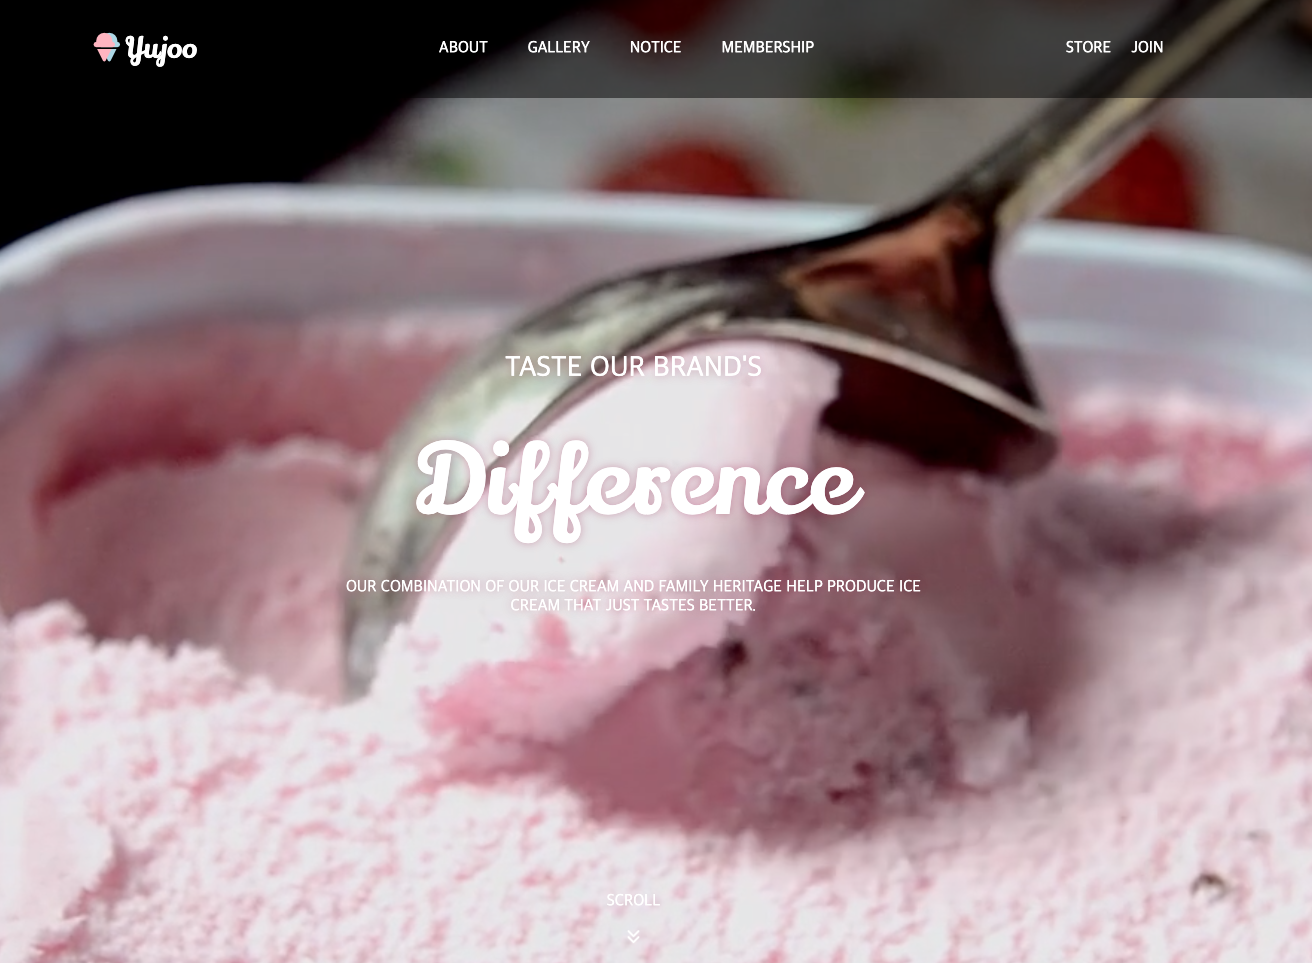 Yujoo
ABOUT GALLERY NOTICE MEMBERSHIP STORE JOIN
TASTE OUR BRAND'S
Difference
OUR COMBINATION OF OUR ICE CREAM AND FAMILY HERITAGE HELP PRODUCE ICE
CREAM THAT JUST TASTES BETTER.
SCROLL